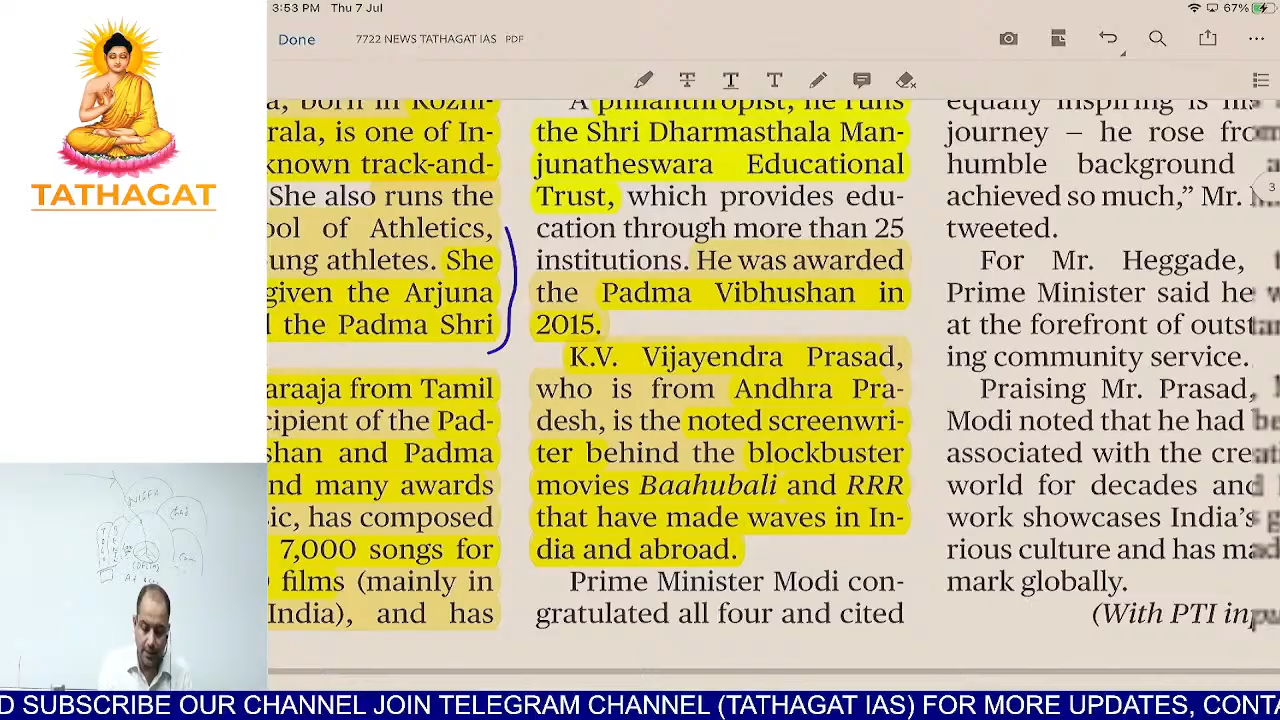 3:53 PM Thu 7 Jul
67%
Done
7722 NEWS TATHAGAT IAS PDF
TATHAGAT
a, born in Kozhi-
rala, is one of In-
known track-and-
She also runs the
ool of Athletics,
ung athletes. She
given the Arjuna
l the Padma Shri
araaja from Tamil
cipient of the Pad-
shan and Padma
nd many awards
ic, has composed
7,000 songs for
films (mainly in
India), and has
A philanthropist, he runs
the Shri Dharmasthala Man-
junatheswara Educational
Trust, which provides edu-
cation through more than 25
institutions. He was awarded
the Padma Vibhushan in
2015.
K.V. Vijayendra Prasad,
who is from Andhra Pra-
desh, is the noted screenwri-
ter behind the blockbuster
movies Baahubali and RRR
that have made waves in In-
dia and abroad.
Prime Minister Modi con-
gratulated all four and cited
equally inspiring is his
journey – he rose from
humble background
achieved so much,” Mr.
tweeted.
For Mr. Heggade,
Prime Minister said he
at the forefront of outst
ing community service.
Praising Mr. Prasad,
Modi noted that he had
associated with the crea
world for decades and
work showcases India’s
rious culture and has
mark globally.
(With PTI inpu
3
D SUBSCRIBE OUR CHANNEL JOIN TELEGRAM CHANNEL (TATHAGAT IAS) FOR MORE UPDATES, CONTA